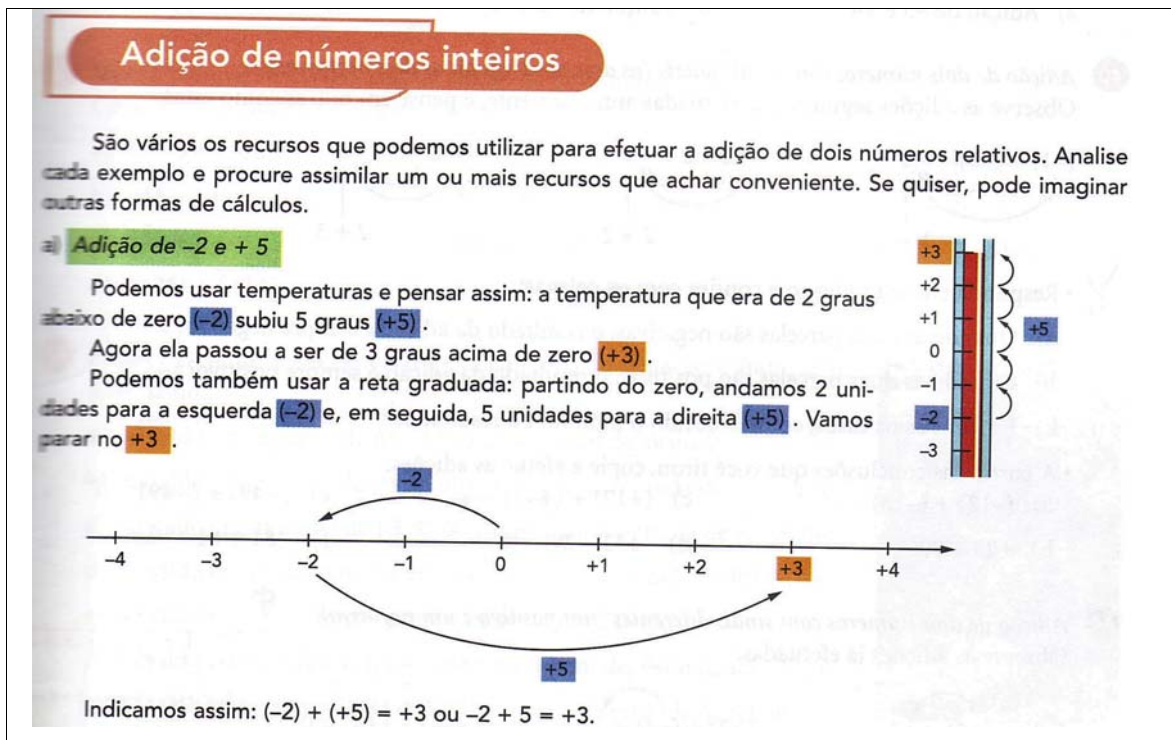 Adição de números inteiros
São vários os recursos que podemos utilizar para efetuar a adição de dois números relativos. Analise
cada exemplo e procure assimilar um ou mais recursos que achar conveniente. Se quiser, pode imaginar
outras formas de cálculos.
a) Adição de –2 e + 5
Podemos usar temperaturas e pensar assim: a temperatura que era de 2 graus
abaixo de zero (–2) subiu 5 graus (+5).
Agora ela passou a ser de 3 graus acima de zero (+3).
Podemos também usar a reta graduada: partindo do zero, andamos 2 uni-
dades para a esquerda (–2) e, em seguida, 5 unidades para a direita (+5). Vamos
parar no +3.
+3
+2
+1
0
–1
–2
–3
+5
–2
–4 –3 –2 –1 0 +1 +2 +3 +4
+5
Indicamos assim: (–2) + (+5) = +3 ou –2 + 5 = +3.